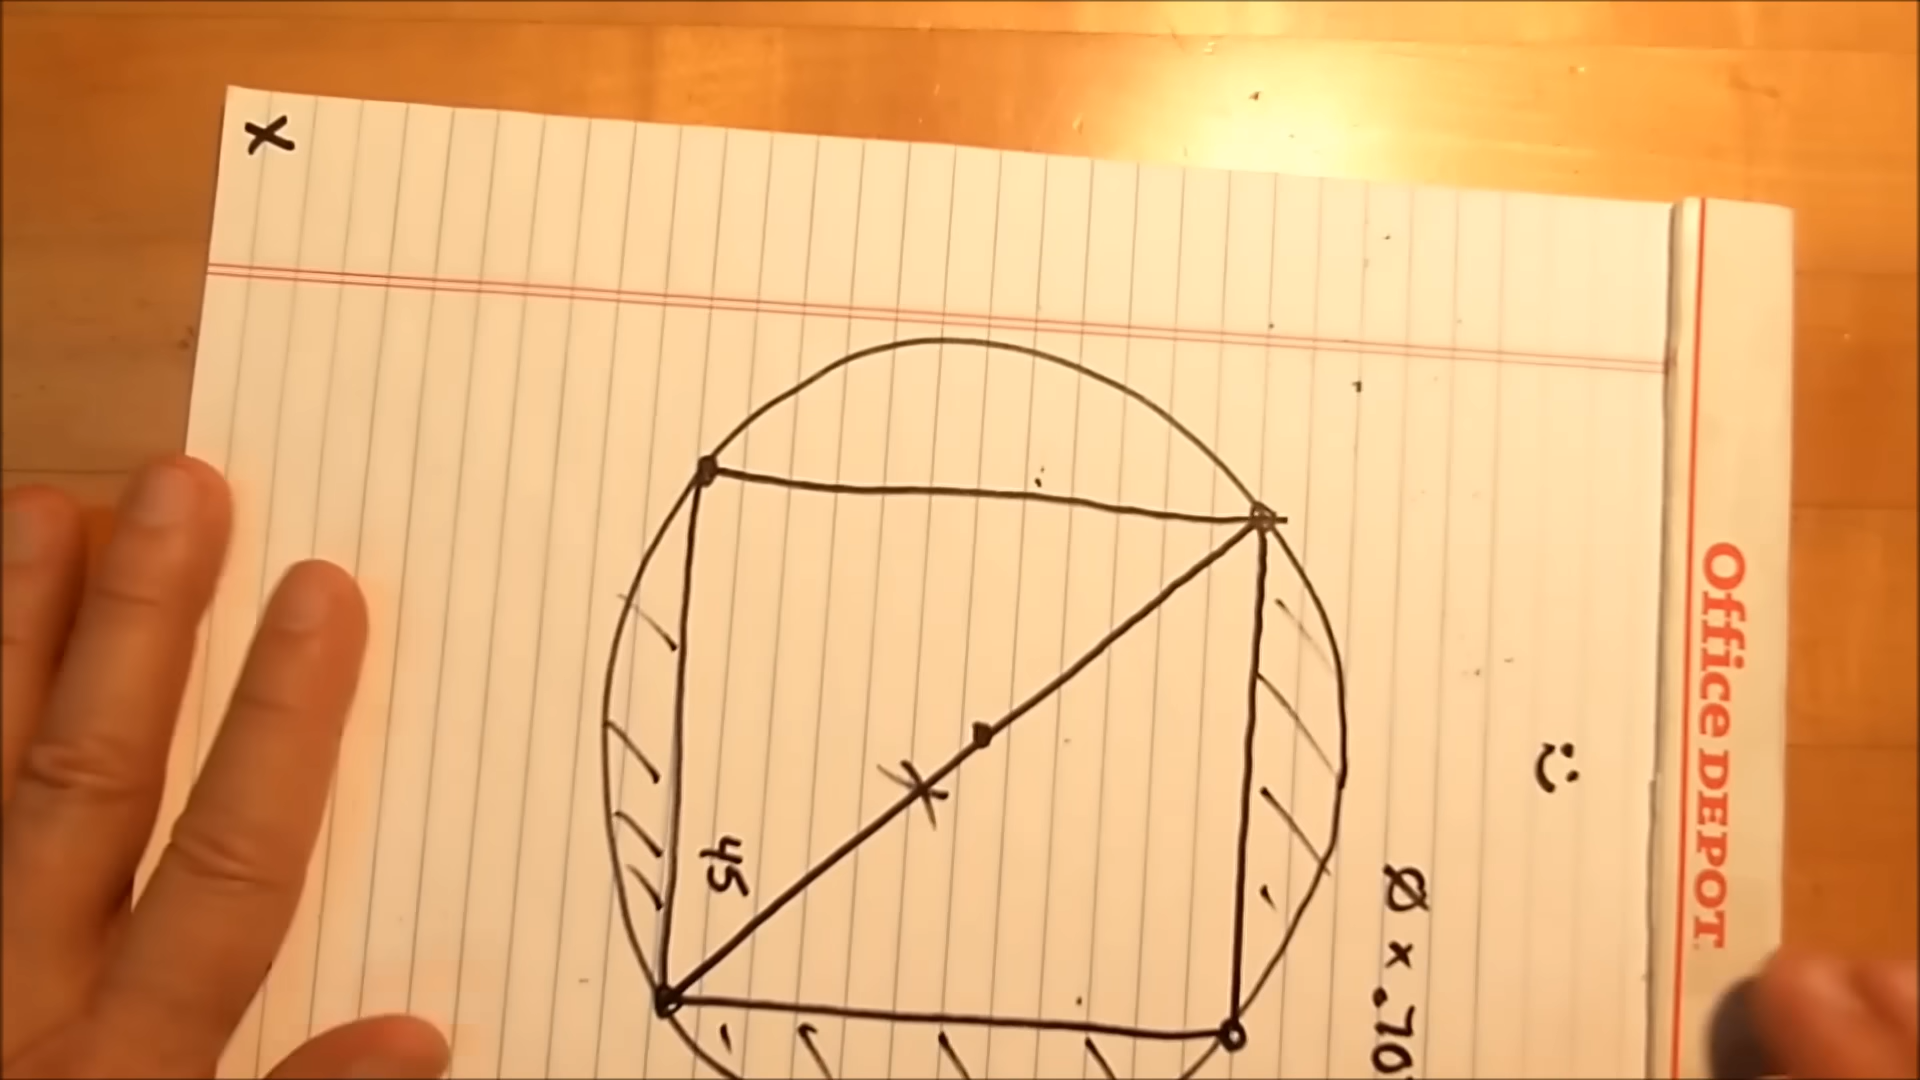 X
45
Ø x .70
Office DEPOT